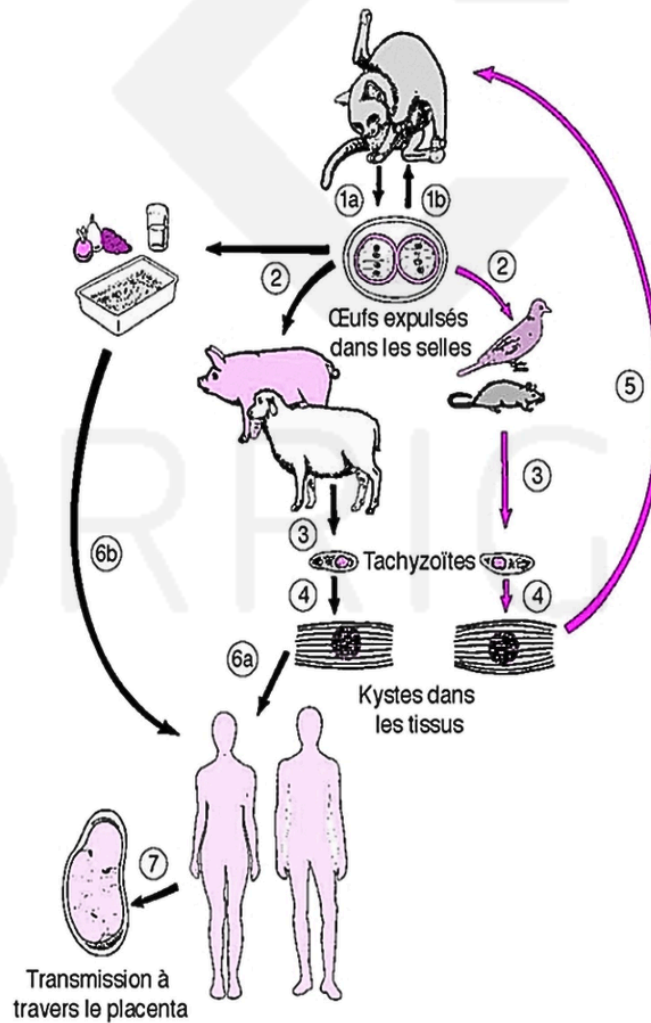 1a
1b
2
2
Œufs expulsés
dans les selles
5
3
3
Tachyzoïtes
4
4
6b
6a
Kystes dans
les tissus
7
Transmission à
travers le placenta
ORRIG